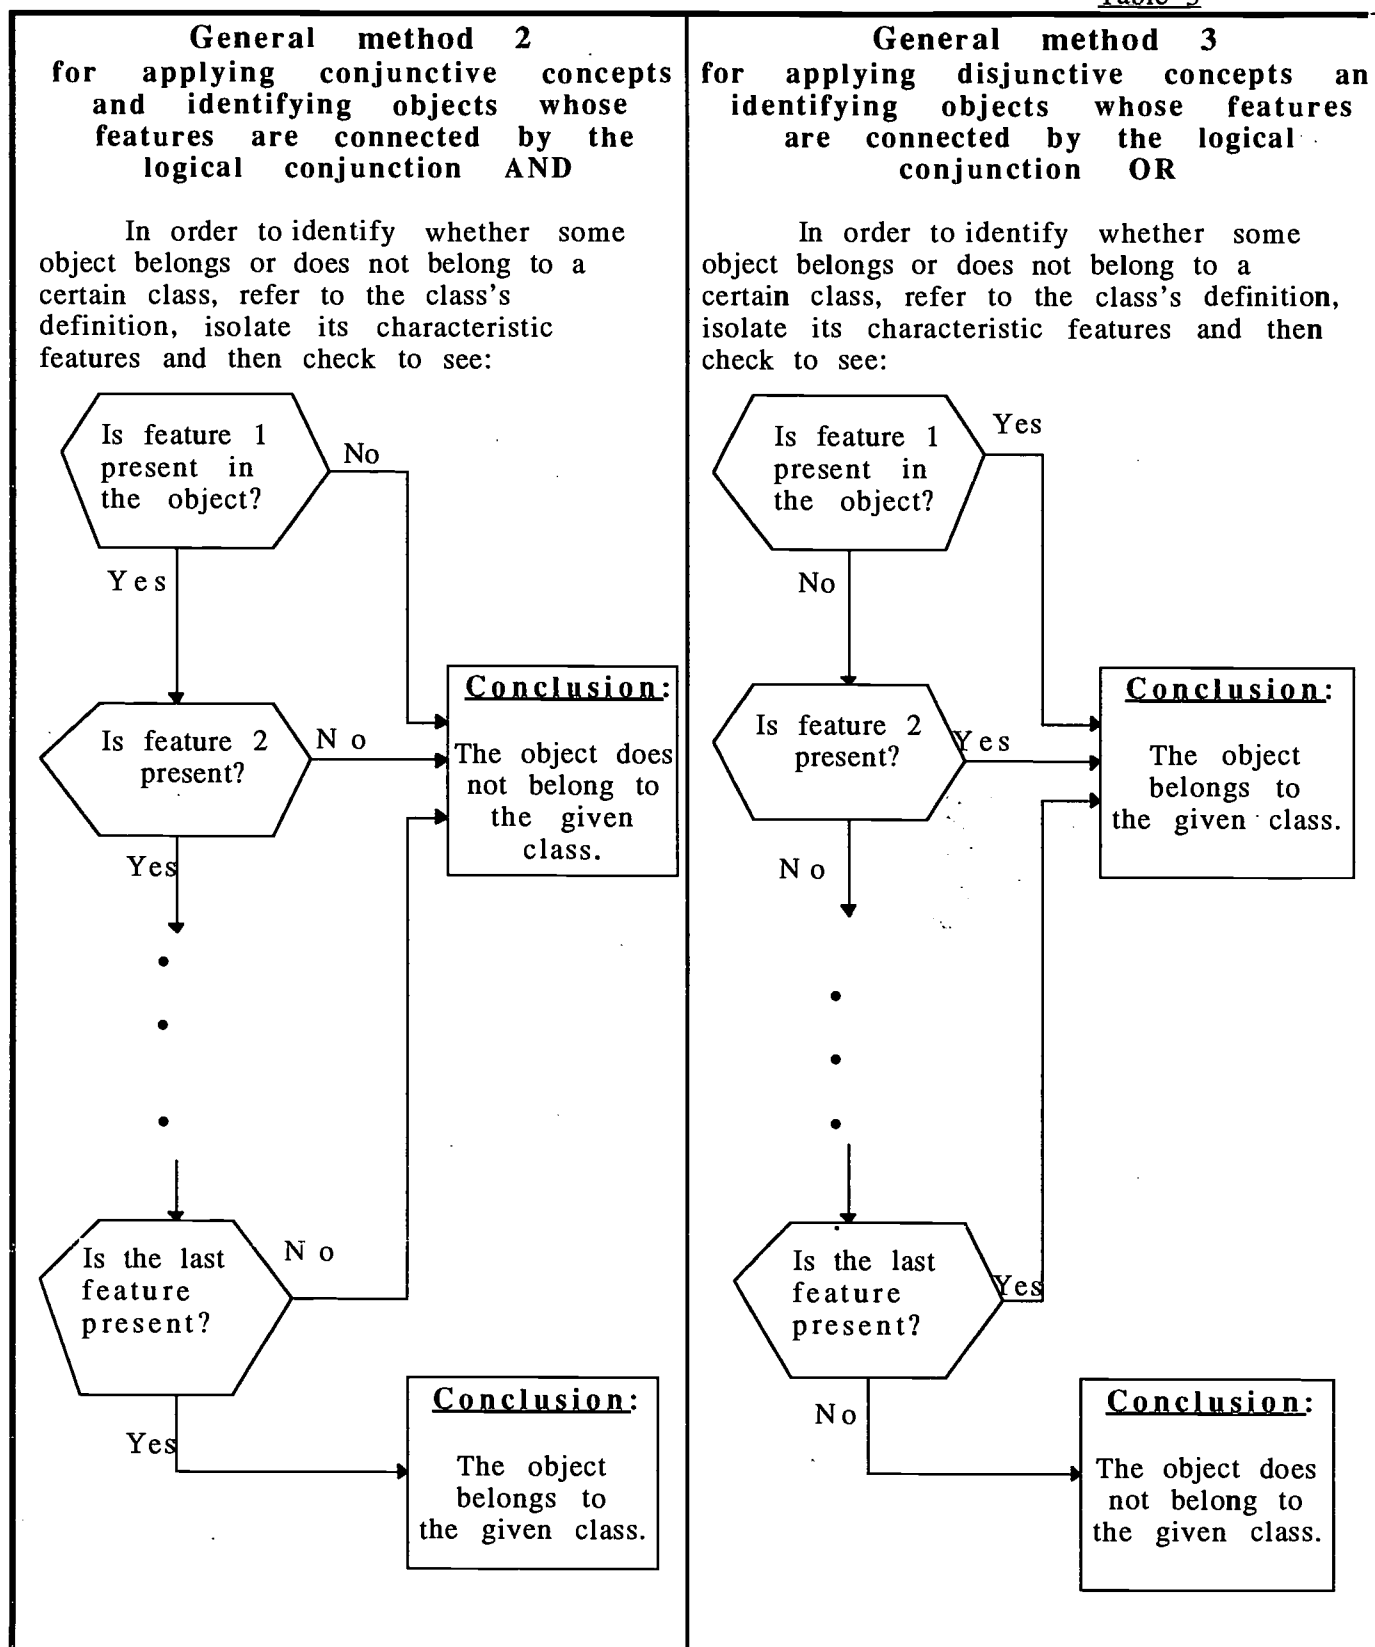 General method 2
for applying conjunctive concepts
and identifying objects whose
features are connected by the
logical conjunction AND
In order to identify whether some
object belongs or does not belong to a
certain class, refer to the class's
definition, isolate its characteristic
features and then check to see:
Is feature 1
present in
the object?
No
Yes
Is feature 2
present?
No
Yes
Conclusion:
The object does
not belong to
the given
class.
Is the last
feature
present?
No
Yes
Conclusion:
The object
belongs to
the given class.
General method 3
for applying disjunctive concepts an
identifying objects whose features
are connected by the logical
conjunction OR
In order to identify whether some
object belongs or does not belong to a
certain class, refer to the class's definition,
isolate its characteristic features and then
check to see:
Is feature 1
present in
the object?
Yes
No
Is feature 2
present?
Yes
No
Conclusion:
The object
belongs to
the given class.
Is the last
feature
present?
Yes
No
Conclusion:
The object does
not belong to
the given class.